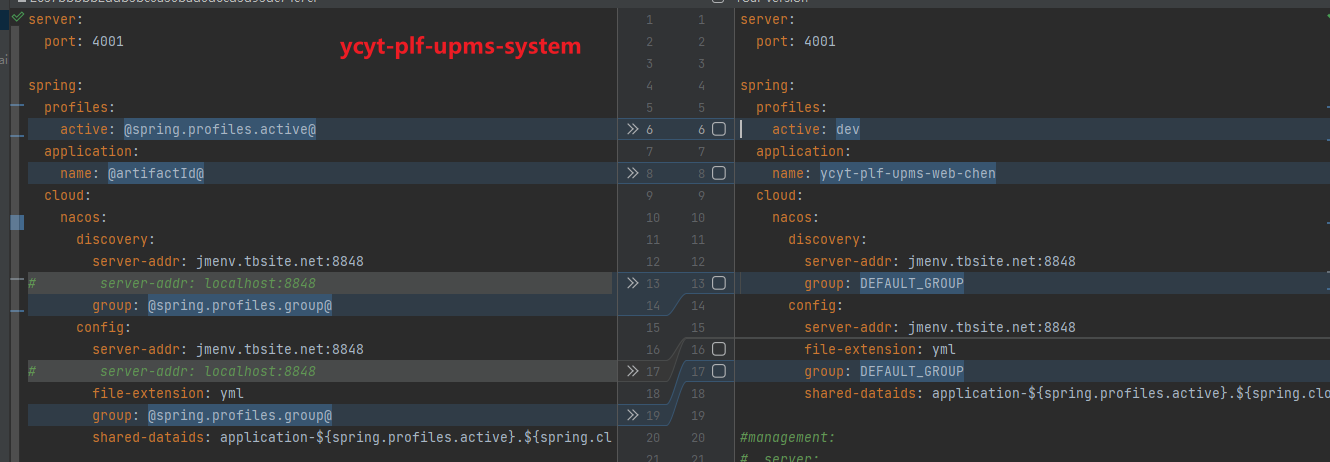 Your version
server:
port: 4001
ycyt-plf-upms-system
spring:
profiles:
active: @spring.profiles.active@
application:
name: @artifactId@
cloud:
nacos:
discovery:
server-addr: jmenv.tbsite.net:8848
# server-addr: localhost:8848
group: @spring.profiles.group@
config:
server-addr: jmenv.tbsite.net:8848
# server-addr: localhost:8848
file-extension: yml
group: @spring.profiles.group@
shared-dataids: application-${spring.profiles.active}.${spring.cl
1 1
2 2
3 3
4 4
5 5
6 6
7 7
8 8
9 9
10 10
11 11
12 12
13 13
14 14
15 15
16 16
17 17
18 18
19 19
20 20
21 21
server:
port: 4001
spring:
profiles:
active: dev
application:
name: ycyt-plf-upms-web-chen
cloud:
nacos:
discovery:
server-addr: jmenv.tbsite.net:8848
group: DEFAULT_GROUP
config:
server-addr: jmenv.tbsite.net:8848
file-extension: yml
group: DEFAULT_GROUP
shared-dataids: application-${spring.profiles.active}.${spring.clo
#management:
# server: